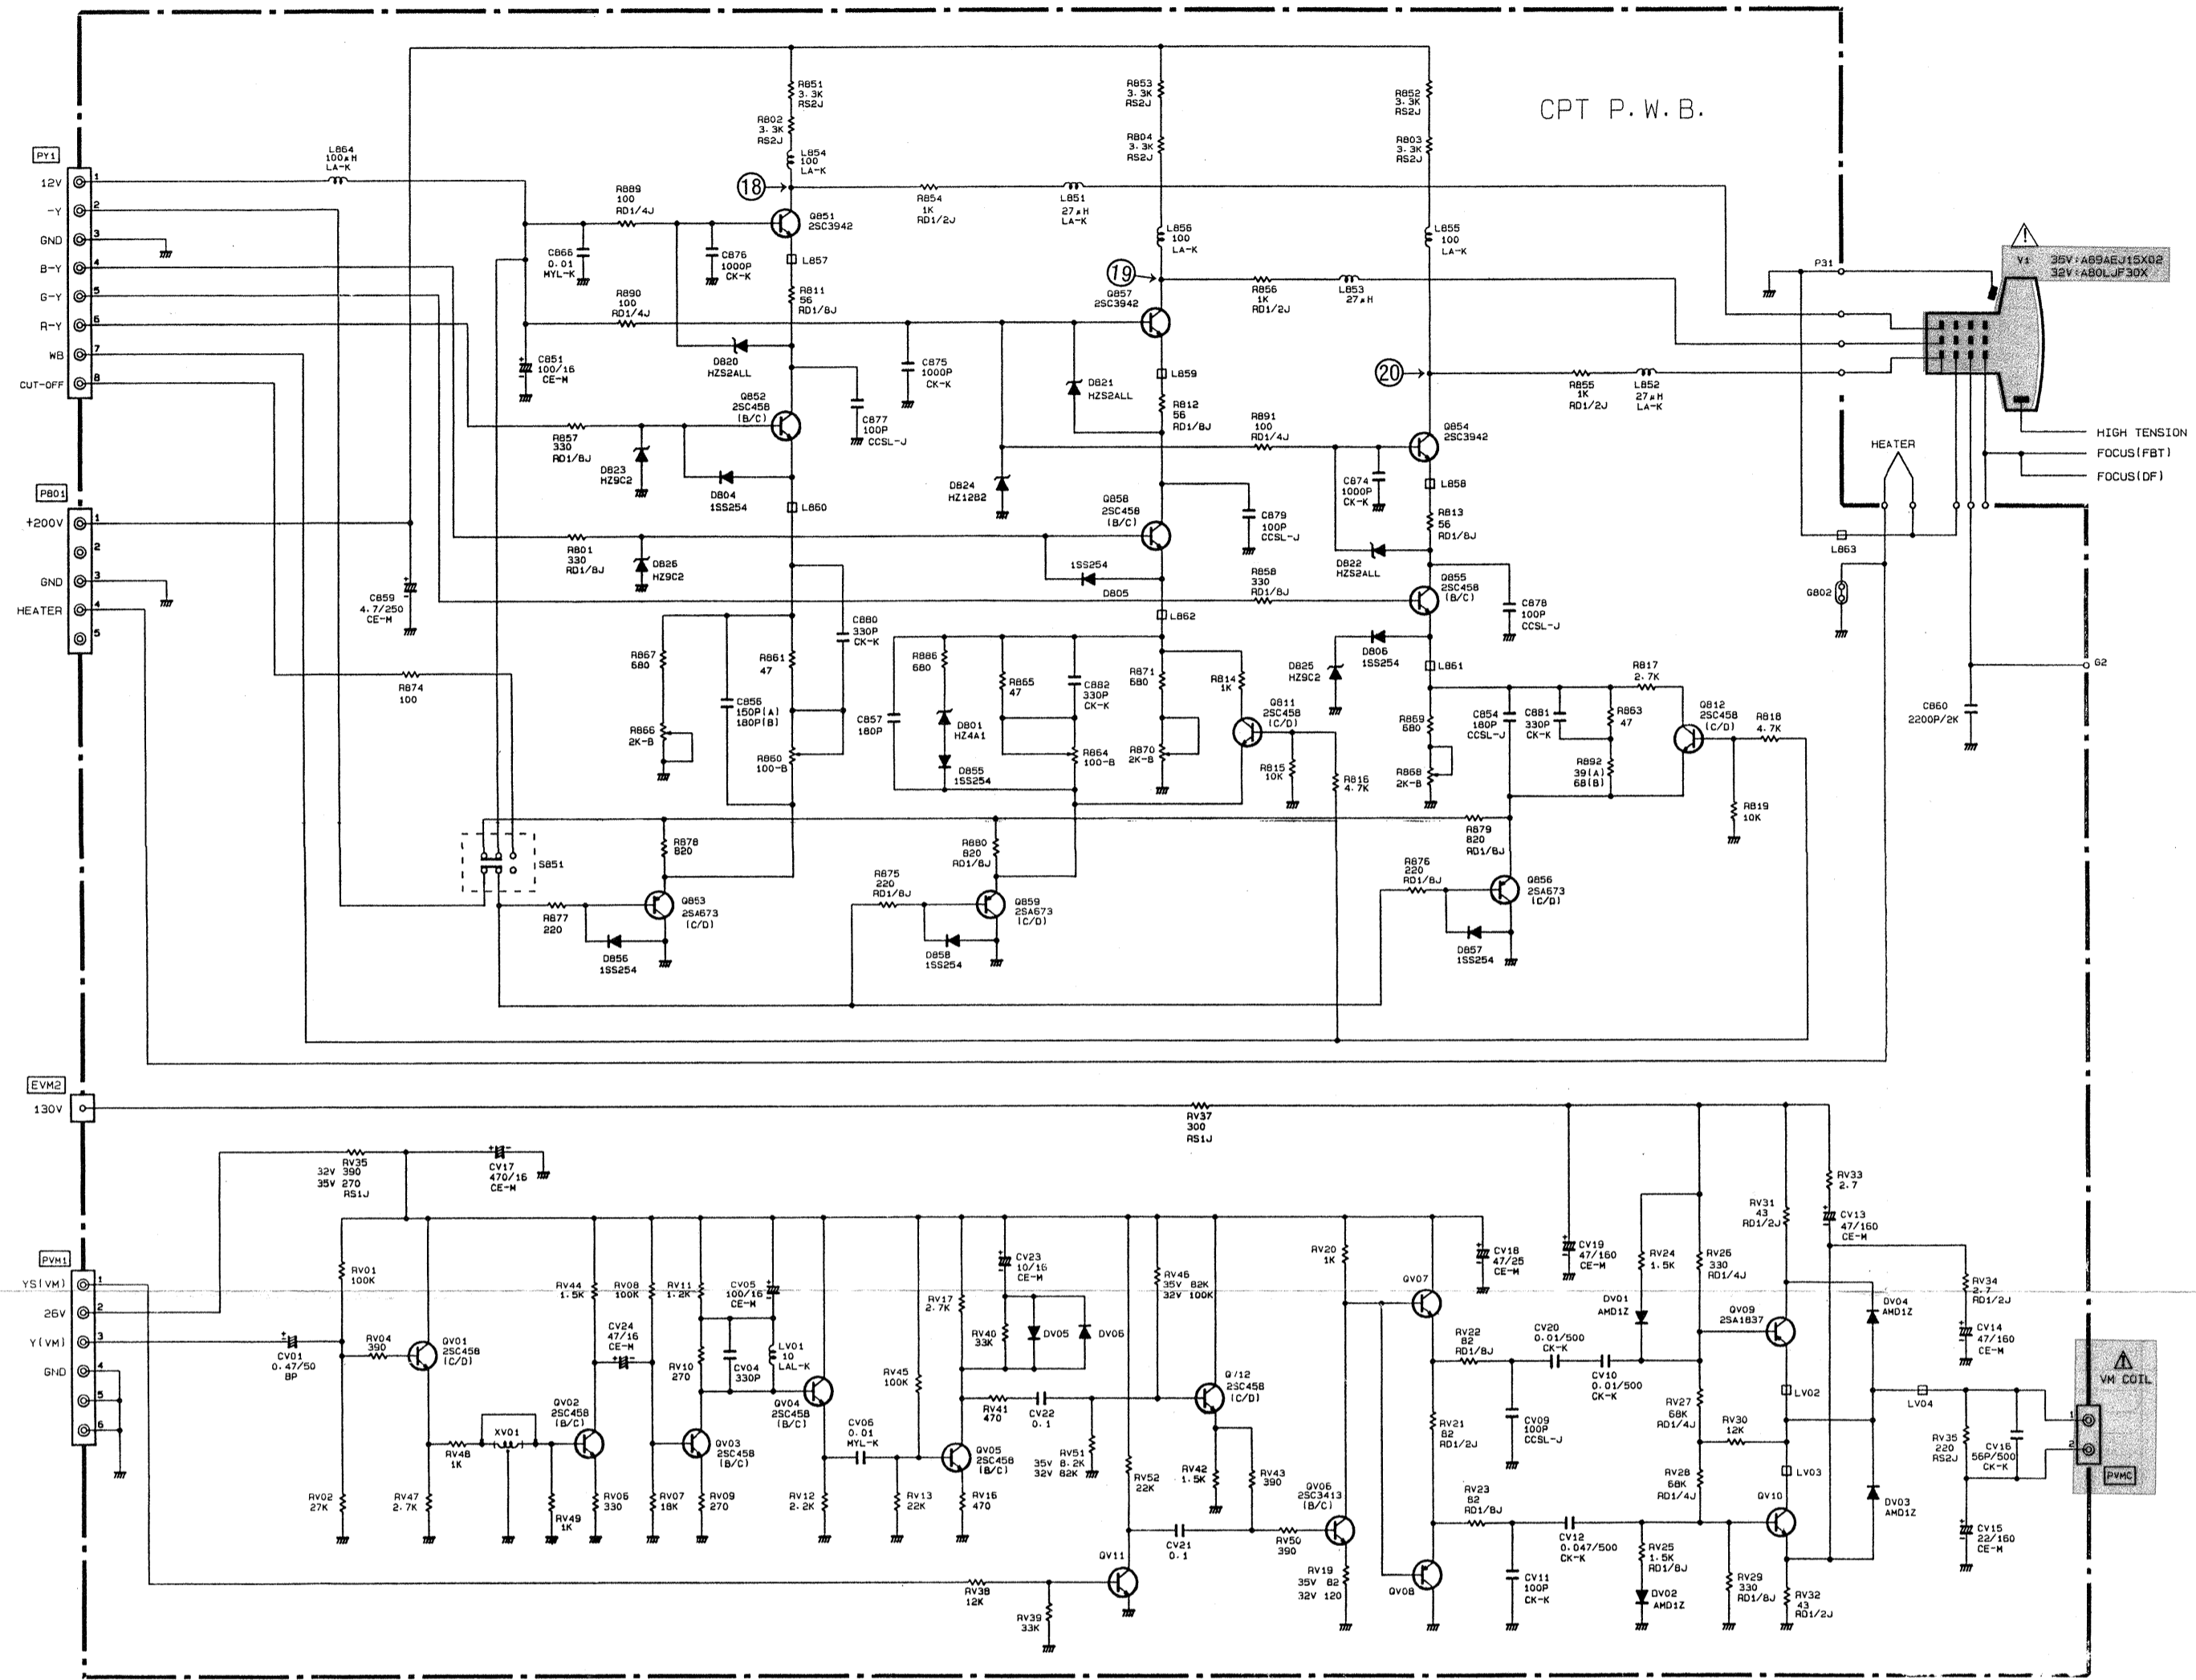 CPT P.W.B.
PY1
12V
1
-Y
2
GND
3
B-Y
4
G-Y
5
R-Y
6
WB
7
CUT-OFF
8
P801
+200V
1
2
GND
3
HEATER
4
5
L864
100μH
LA-K
R851
3.3K
RS2J
R802
3.3K
RS2J
L854
100
LA-K
R853
3.3K
RS2J
R804
3.3K
RS2J
R852
3.3K
RS2J
R803
3.3K
RS2J
18
R889
100
RD1/4J
Q851
2SC3942
R854
1K
RD1/2J
L851
27μH
LA-K
L856
100
LA-K
L855
100
LA-K
C866
0.01
MYL-K
C876
1000P
CK-K
L857
R811
56
RD1/8J
R890
100
RD1/4J
19
Q857
2SC3942
R856
1K
RD1/2J
L853
27μH
P31
V1
35V:A89AEJ15X02
32V:A80LJF30X
C851
100/16
CE-M
D820
HZS2ALL
C875
1000P
CK-K
L859
D821
HZS2ALL
R812
56
RD1/8J
20
R855
1K
RD1/2J
L852
27μH
LA-K
Q852
2SC458
(B/C)
C877
100P
CCSL-J
R857
330
RD1/8J
D823
HZ9C2
D804
1SS254
L860
R891
100
RD1/4J
Q854
2SC3942
HEATER
HIGH TENSION
FOCUS(FBT)
FOCUS(DF)
D824
HZ12B2
Q858
2SC458
(B/C)
C879
100P
CCSL-J
C874
1000P
CK-K
L858
R813
56
RD1/8J
R801
330
RD1/8J
D826
HZ9C2
1SS254
D805
D822
HZS2ALL
R858
330
RD1/8J
Q855
2SC458
(B/C)
C878
100P
CCSL-J
L863
G802
C859
4.7/250
CE-M
L862
D806
1SS254
D825
HZ9C2
L861
G2
R874
100
R867
680
R866
2K-B
C856
150P(A)
180P(B)
R861
47
R860
100-B
C880
330P
CK-K
C857
180P
R886
680
D801
HZ4A1
D855
1SS254
R865
47
C882
330P
CK-K
R864
100-B
R871
680
R870
2K-B
R814
1K
Q811
2SC458
(C/D)
R815
10K
R816
4.7K
R869
680
R868
2K-B
C854
180P
CCSL-J
C881
330P
CK-K
R863
47
R892
39(A)
68(B)
R817
2.7K
Q812
2SC458
(C/D)
R818
4.7K
R819
10K
C860
2200P/2K
S851
R878
820
R877
220
Q853
2SA673
(C/D)
D856
1SS254
R875
220
RD1/8J
R880
820
RD1/8J
Q859
2SA673
(C/D)
D858
1SS254
R879
820
RD1/8J
R876
220
RD1/8J
Q856
2SA673
(C/D)
D857
1SS254
EVM2
130V
RV37
300
RS1J
RV35
32V 390
35V 270
RS1J
CV17
470/16
CE-M
PVM1
YS(VM)
1
26V
2
Y(VM)
3
GND
4
5
6
CV01
0.47/50
BP
RV01
100K
RV04
390
QV01
2SC458
(C/D)
RV02
27K
RV47
2.7K
RV48
1K
XV01
RV49
1K
RV44
1.5K
CV24
47/16
CE-M
QV02
2SC458
(B/C)
RV06
330
RV08
100K
RV07
18K
RV11
1.2K
RV10
270
QV03
2SC458
(B/C)
RV09
270
CV05
100/16
CE-M
CV04
330P
LV01
10
LAL-K
QV04
2SC458
(B/C)
RV12
2.2K
CV06
0.01
MYL-K
RV45
100K
RV13
22K
RV17
2.7K
QV05
2SC458
(B/C)
RV16
470
CV23
10/16
CE-M
RV40
33K
DV05
DV06
RV41
470
CV22
0.1
RV51
35V 8.2K
32V 82K
RV46
35V 82K
32V 100K
2SC458
(C/D)
RV52
22K
RV42
1.5K
RV43
390
CV21
0.1
QV11
RV38
12K
RV39
33K
RV50
390
QV06
2SC3413
(B/C)
RV19
35V 82
32V 120
RV20
1K
QV07
QV08
CV18
47/25
CE-M
CV19
47/160
CE-M
RV21
82
RD1/2J
RV22
82
RD1/8J
CV20
0.01/500
CK-K
CV10
0.01/500
CK-K
CV09
100P
CCSL-J
RV23
82
RD1/8J
CV12
0.047/500
CK-K
CV11
100P
CK-K
RV24
1.5K
DV01
AMD1Z
RV26
330
RD1/4J
RV27
68K
RD1/4J
RV28
68K
RD1/4J
RV30
12K
RV25
1.5K
RD1/8J
DV02
AMD1Z
RV29
330
RD1/8J
RV31
43
RD1/2J
QV09
2SA1837
LV02
LV03
QV10
RV32
43
RD1/2J
RV33
2.7
CV13
47/160
CE-M
DV04
AMD1Z
DV03
AMD1Z
LV04
RV34
2.7
RD1/2J
CV14
47/160
CE-M
RV35
220
RS2J
CV16
56P/500
CK-K
CV15
22/160
CE-M
VM COIL
1
2
PVMC